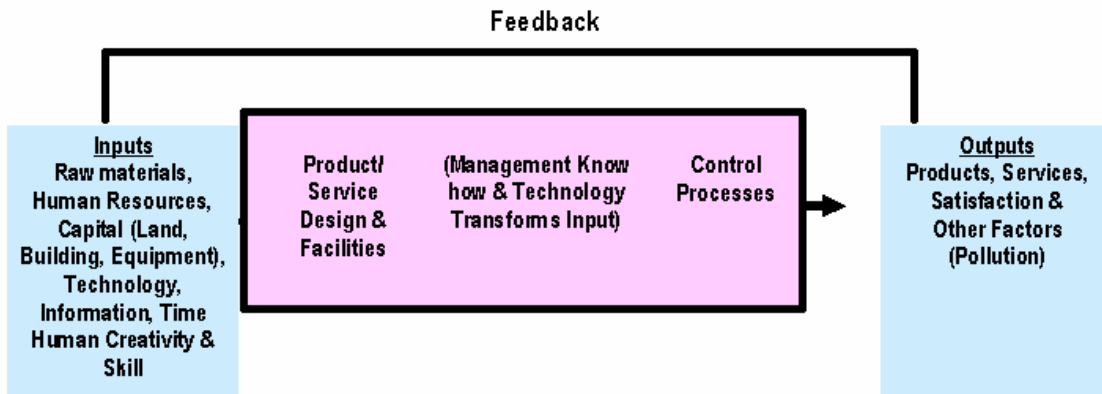 Feedback
Inputs
Raw materials,
Human Resources,
Capital (Land,
Building, Equipment),
Technology,
Information, Time
Human Creativity &
Skill
Product/
Service
Design &
Facilities
(Management Know
how & Technology
Transforms Input)
Control
Processes
Outputs
Products, Services,
Satisfaction &
Other Factors
(Pollution)